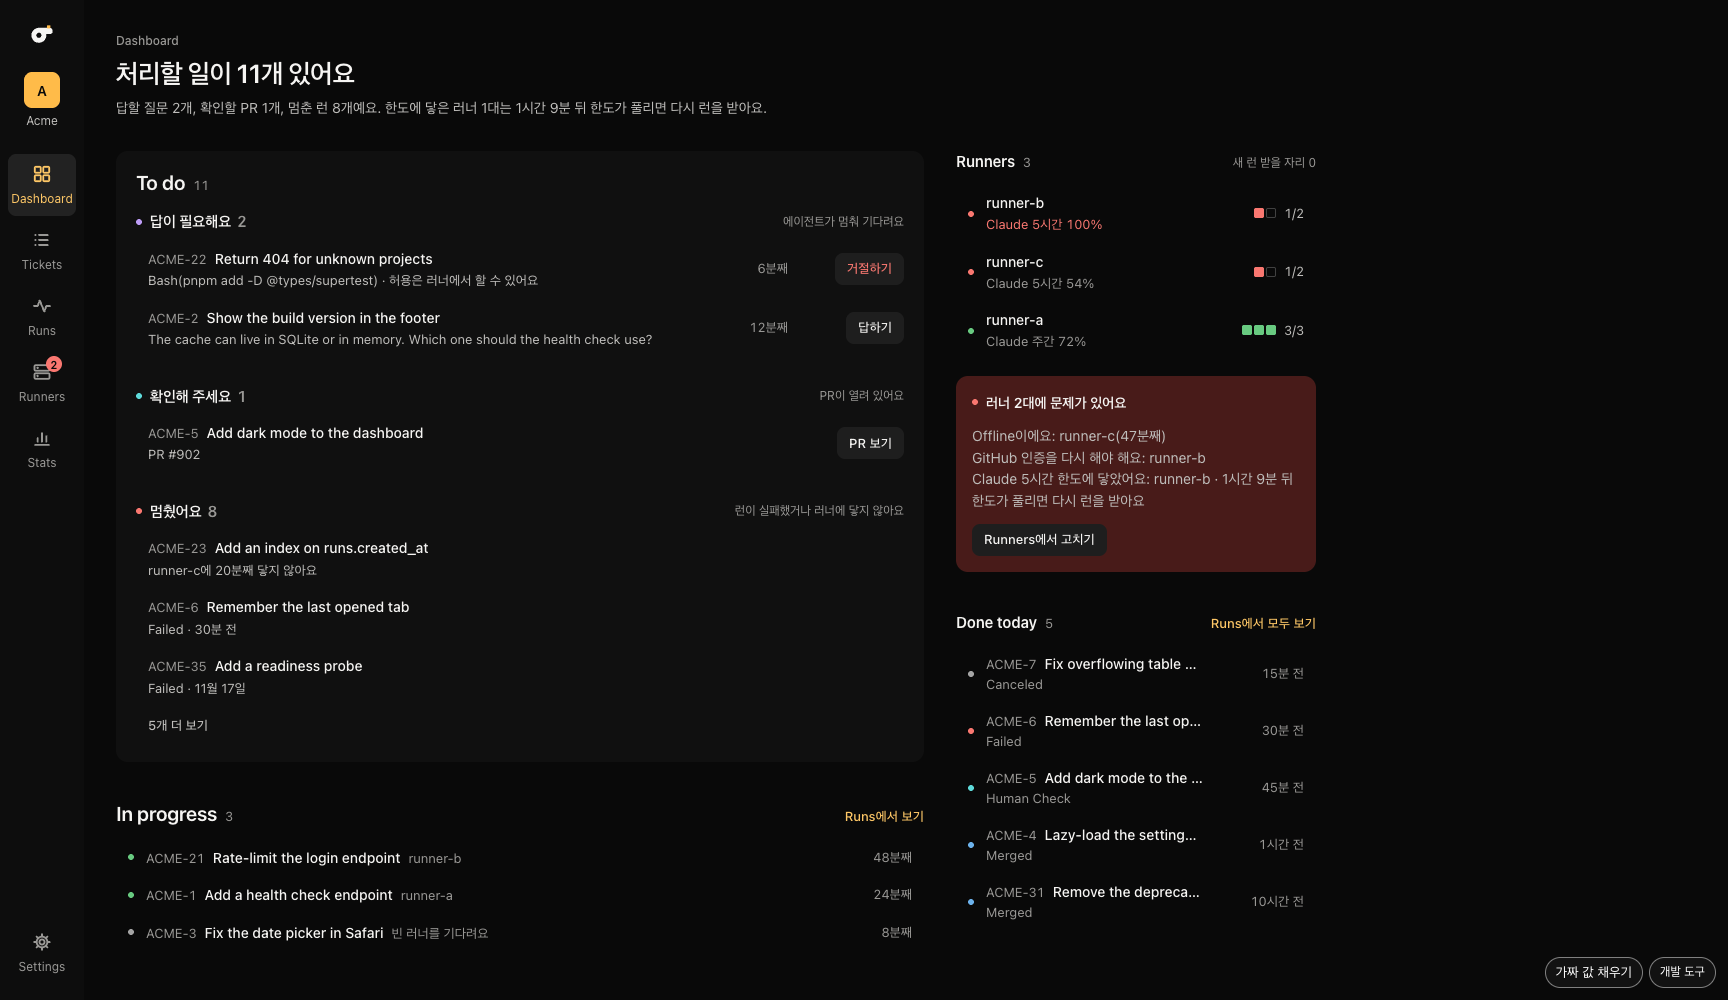 A
Acme
Dashboard
Tickets
Runs
2
Runners
Stats
Settings
Dashboard
처리할 일이 11개 있어요
답할 질문 2개, 확인할 PR 1개, 멈춘 런 8개예요. 한도에 닿은 러너 1대는 1시간 9분 뒤 한도가 풀리면 다시 런을 받아요.
To do 11
답이 필요해요 2 에이전트가 멈춰 기다려요
ACME-22 Return 404 for unknown projects
Bash(pnpm add -D @types/supertest) · 허용은 러너에서 할 수 있어요
6분째 거절하기
ACME-2 Show the build version in the footer
The cache can live in SQLite or in memory. Which one should the health check use?
12분째 답하기
확인해 주세요 1 PR이 열려 있어요
ACME-5 Add dark mode to the dashboard
PR #902
PR 보기
멈췄어요 8 런이 실패했거나 러너에 닿지 않아요
ACME-23 Add an index on runs.created_at
runner-c에 20분째 닿지 않아요
ACME-6 Remember the last opened tab
Failed · 30분 전
ACME-35 Add a readiness probe
Failed · 11월 17일
5개 더 보기
In progress 3 Runs에서 보기
ACME-21 Rate-limit the login endpoint runner-b 48분째
ACME-1 Add a health check endpoint runner-a 24분째
ACME-3 Fix the date picker in Safari 빈 러너를 기다려요 8분째
Runners 3 새 런 받을 자리 0
runner-b
Claude 5시간 100%
1/2
runner-c
Claude 5시간 54%
1/2
runner-a
Claude 주간 72%
3/3
러너 2대에 문제가 있어요
Offline이에요: runner-c(47분째)
GitHub 인증을 다시 해야 해요: runner-b
Claude 5시간 한도에 닿았어요: runner-b · 1시간 9분 뒤
한도가 풀리면 다시 런을 받아요
Runners에서 고치기
Done today 5 Runs에서 모두 보기
ACME-7 Fix overflowing table ...
Canceled
15분 전
ACME-6 Remember the last op...
Failed
30분 전
ACME-5 Add dark mode to the ...
Human Check
45분 전
ACME-4 Lazy-load the setting...
Merged
1시간 전
ACME-31 Remove the depreca...
Merged
10시간 전
가짜 값 채우기
개발 도구